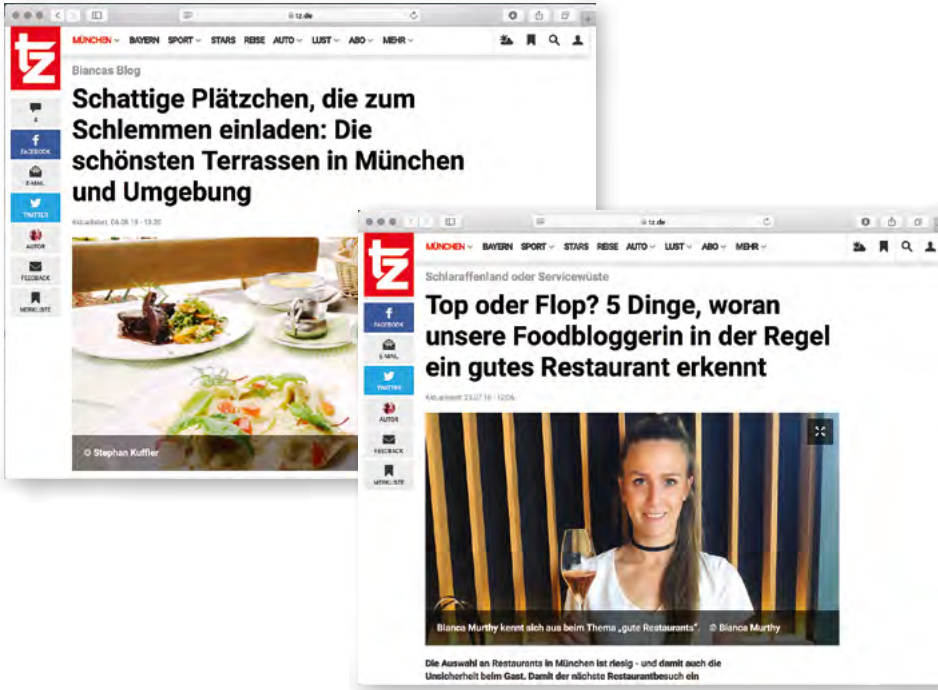 tz.de
tz
MÜNCHEN BAYERN SPORT STARS REISE AUTO LUST ABO MEHR
Biancas Blog
Schattige Plätzchen, die zum
Schlemmen einladen: Die
schönsten Terrassen in München
und Umgebung
4
FACEBOOK
E-MAIL
TWITTER
AUTOR
FEEDBACK
MERKLISTE
© Stephan Kuffler
tz.de
tz
MÜNCHEN BAYERN SPORT STARS REISE AUTO LUST ABO MEHR
Schlaraffenland oder Servicewüste
Top oder Flop? 5 Dinge, woran
unsere Foodbloggerin in der Regel
ein gutes Restaurant erkennt
FACEBOOK
E-MAIL
TWITTER
AUTOR
FEEDBACK
MERKLISTE
Bianca Murthy kennt sich aus beim Thema „gute Restaurants“. © Bianca Murthy
Die Auswahl an Restaurants in München ist riesig - und damit auch die
Unsicherheit beim Gast. Damit der nächste Restaurantbesuch ein